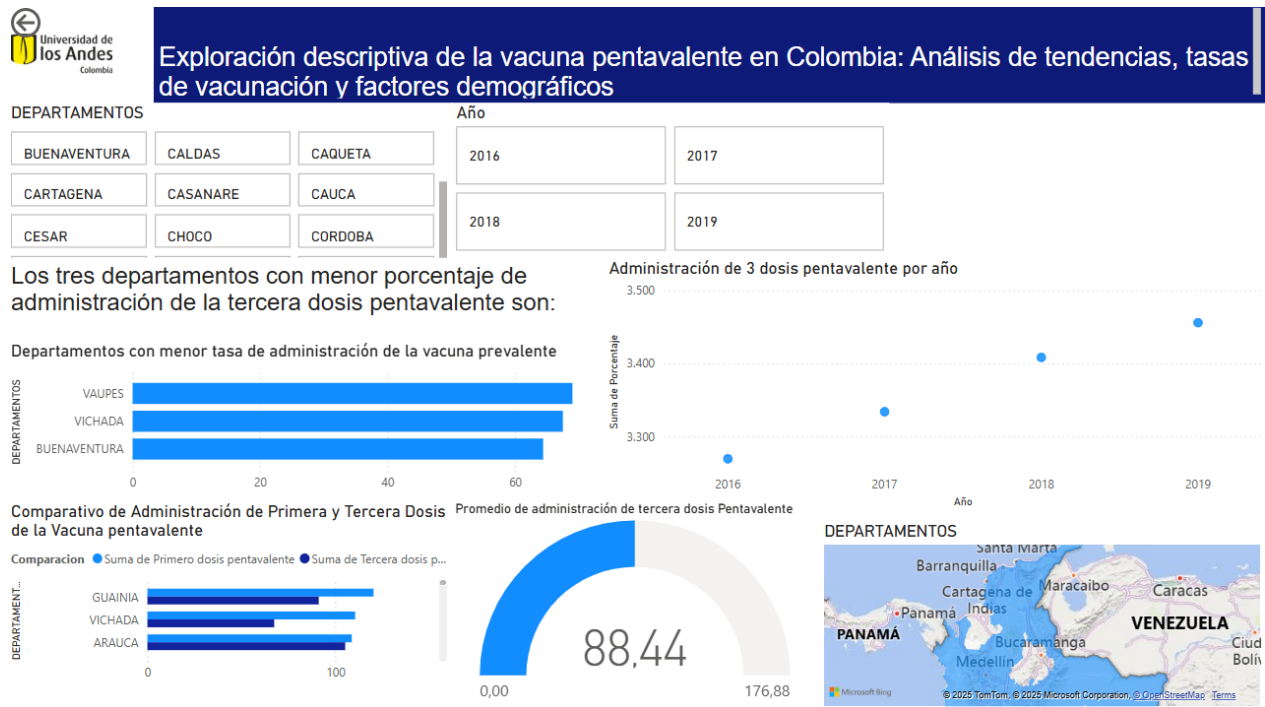 Universidad de
los Andes
Colombia
Exploración descriptiva de la vacuna pentavalente en Colombia: Análisis de tendencias, tasas
de vacunación y factores demográficos
DEPARTAMENTOS
BUENAVENTURA
CALDAS
CAQUETA
CARTAGENA
CASANARE
CAUCA
CESAR
CHOCO
CORDOBA
Año
2016
2017
2018
2019
Los tres departamentos con menor porcentaje de
administración de la tercera dosis pentavalente son:
Departamentos con menor tasa de administración de la vacuna prevalente
DEPARTAMENTOS
VAUPES
VICHADA
BUENAVENTURA
0
20
40
60
Administración de 3 dosis pentavalente por año
Suma de Porcentaje
3.500
3.400
3.300
2016
2017
2018
2019
Año
Comparativo de Administración de Primera y Tercera Dosis
de la Vacuna pentavalente
Comparacion Suma de Primero dosis pentavalente Suma de Tercera dosis p...
DEPARTAMENT...
GUAINIA
VICHADA
ARAUCA
0
100
Promedio de administración de tercera dosis Pentavalente
88,44
0,00
176,88
DEPARTAMENTOS
Santa Marta
Barranquilla
Cartagena de
Indias
Maracaibo
Caracas
Panamá
PANAMÁ
VENEZUELA
Bucaramanga
Medellín
Ciud
Bolív
Microsoft Bing
© 2025 TomTom, © 2025 Microsoft Corporation, © OpenStreetMap Terms